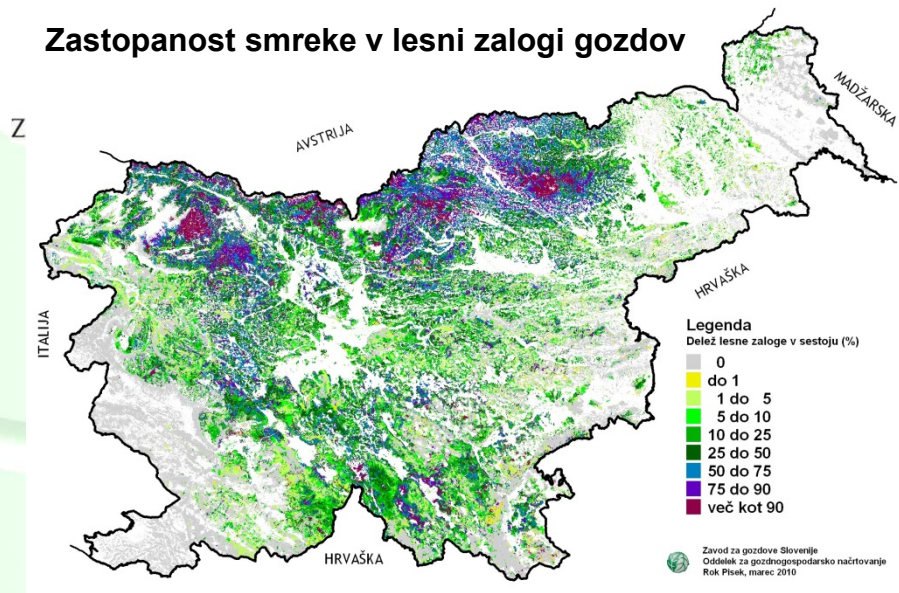 Zastopanost smreke v lesni zalogi gozdov
Z
AVSTRIJA
MADŽARSKA
HRVAŠKA
ITALIJA
HRVAŠKA
Legenda
Delež lesne zaloge v sestoju (%)
0
do 1
1 do 5
5 do 10
10 do 25
25 do 50
50 do 75
75 do 90
več kot 90
Zavod za gozdove Slovenije
Oddelek za gozdnogospodarsko načrtovanje
Rok Pisek, marec 2010